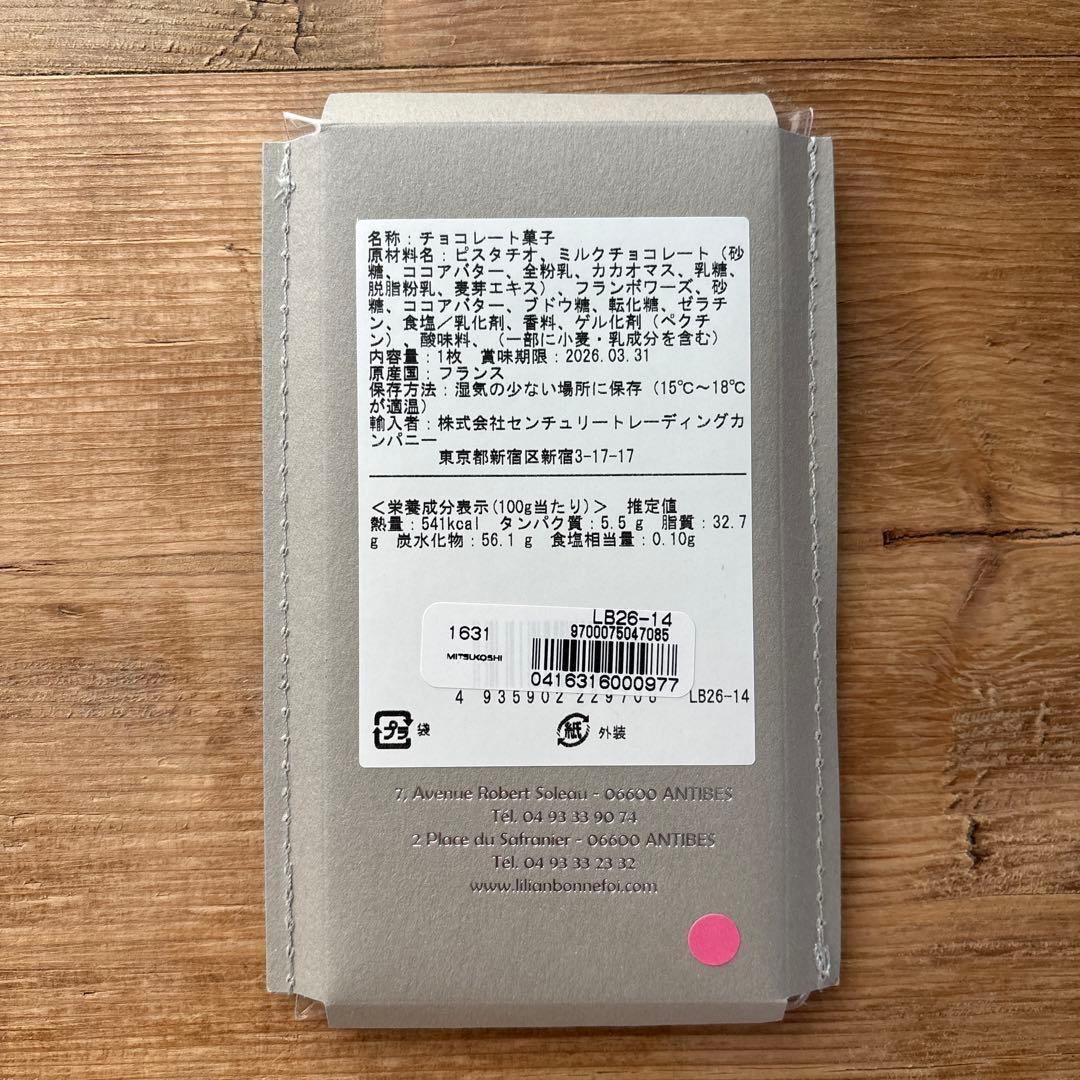 名称：チョコレート菓子
原材料名：ピスタチオ、ミルクチョコレート（砂
糖、ココアバター、全粉乳、カカオマス、乳糖、
脱脂粉乳、麦芽エキス）、フランボワーズ、砂
糖、ココアバター、ブドウ糖、転化糖、ゼラチ
ン、食塩／乳化剤、香料、ゲル化剤（ペクチ
ン）、酸味料、（一部に小麦・乳成分を含む）
内容量：1枚　賞味期限：2026.03.31
原産国：フランス
保存方法：湿気の少ない場所に保存（15℃～18℃
が適温）
輸入者：株式会社センチュリートレーディングカ
ンパニー
東京都新宿区新宿3-17-17
＜栄養成分表示(100g当たり)＞　推定値
熱量：541kcal　タンパク質：5.5ｇ　脂質：32.7
ｇ　炭水化物：56.1ｇ　食塩相当量：0.10g
LB26-14
1631　9700075047085
MITSUKOSHI
0416316000977
4 935902 229708　LB26-14
プラ　袋　紙　外装
7, Avenue Robert Soleau - 06600 ANTIBES
Tél. 04 93 33 90 74
2 Place du Safranier - 06600 ANTIBES
Tél. 04 93 33 23 32
www.lilianbonnefoi.com